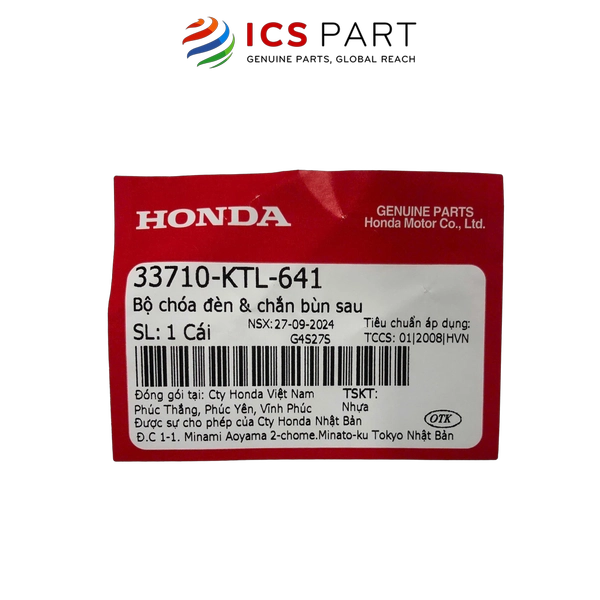 ICS PART
GENUINE PARTS, GLOBAL REACH
HONDA
GENUINE PARTS
Honda Motor Co., Ltd.
33710-KTL-641
Bộ chóa đèn & chắn bùn sau
SL: 1 Cái
NSX: 27-09-2024
G4S27S
Tiêu chuẩn áp dụng:
TCCS: 01|2008|HVN
Đóng gói tại: Cty Honda Việt Nam
Phúc Thắng, Phúc Yên, Vĩnh Phúc
Được sự cho phép của Cty Honda Nhật Bản
Đ.C 1-1. Minami Aoyama 2-chome.Minato-ku Tokyo Nhật Bản
TSKT:
Nhựa
OTK